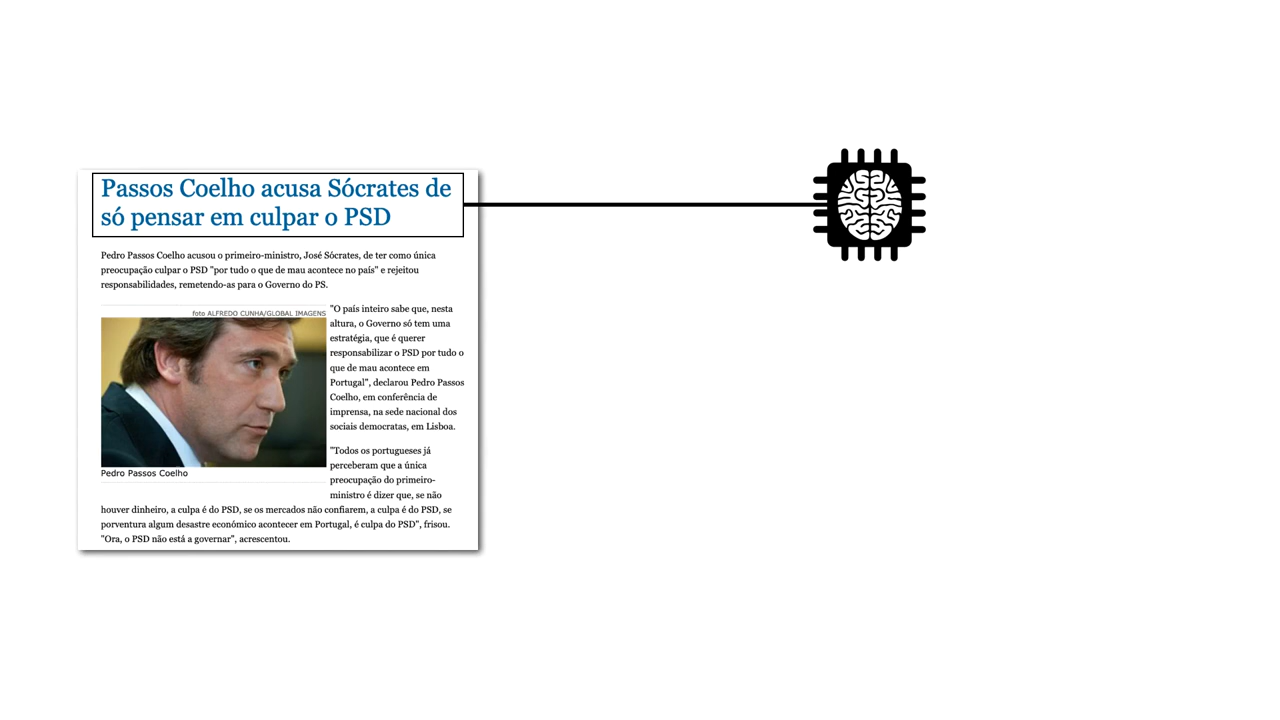 Passos Coelho acusa Sócrates de
só pensar em culpar o PSD
Pedro Passos Coelho acusou o primeiro-ministro, José Sócrates, de ter como única
preocupação culpar o PSD "por tudo o que de mau acontece no país" e rejeitou
responsabilidades, remetendo-as para o Governo do PS.
foto ALFREDO CUNHA/GLOBAL IMAGENS
Pedro Passos Coelho
"O país inteiro sabe que, nesta
altura, o Governo só tem uma
estratégia, que é querer
responsabilizar o PSD por tudo o
que de mau acontece em
Portugal", declarou Pedro Passos
Coelho, em conferência de
imprensa, na sede nacional dos
sociais democratas, em Lisboa.
"Todos os portugueses já
perceberam que a única
preocupação do primeiro-
ministro é dizer que, se não
houver dinheiro, a culpa é do PSD, se os mercados não confiarem, a culpa é do PSD, se
porventura algum desastre económico acontecer em Portugal, é culpa do PSD", frisou.
"Ora, o PSD não está a governar", acrescentou.